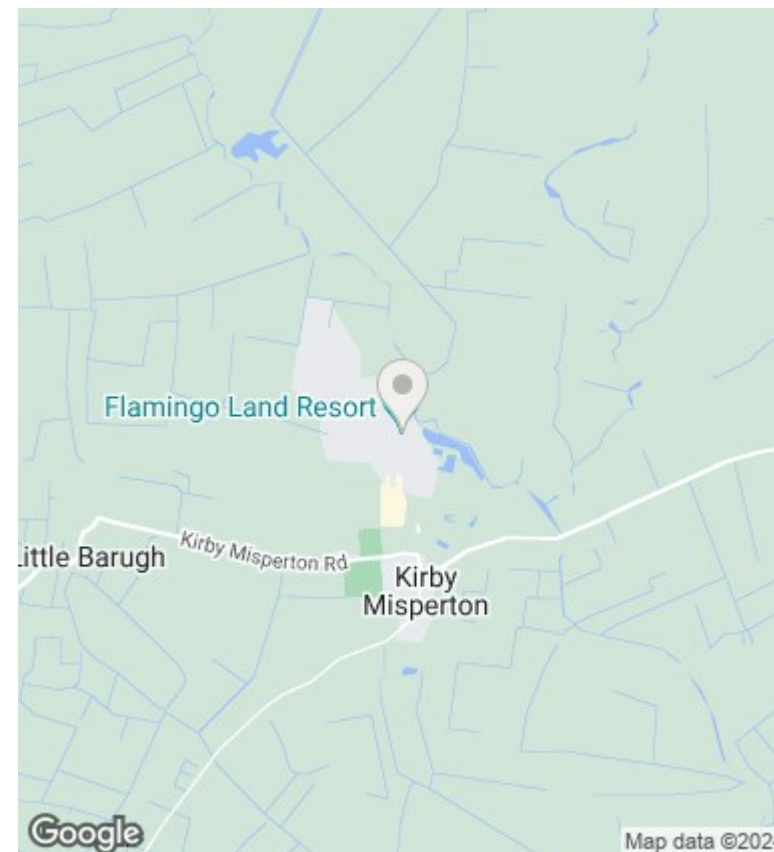 Flamingo Land Resort
Kirby Misperton Rd
Little Barugh
Kirby
Misperton
Google
Map data ©202